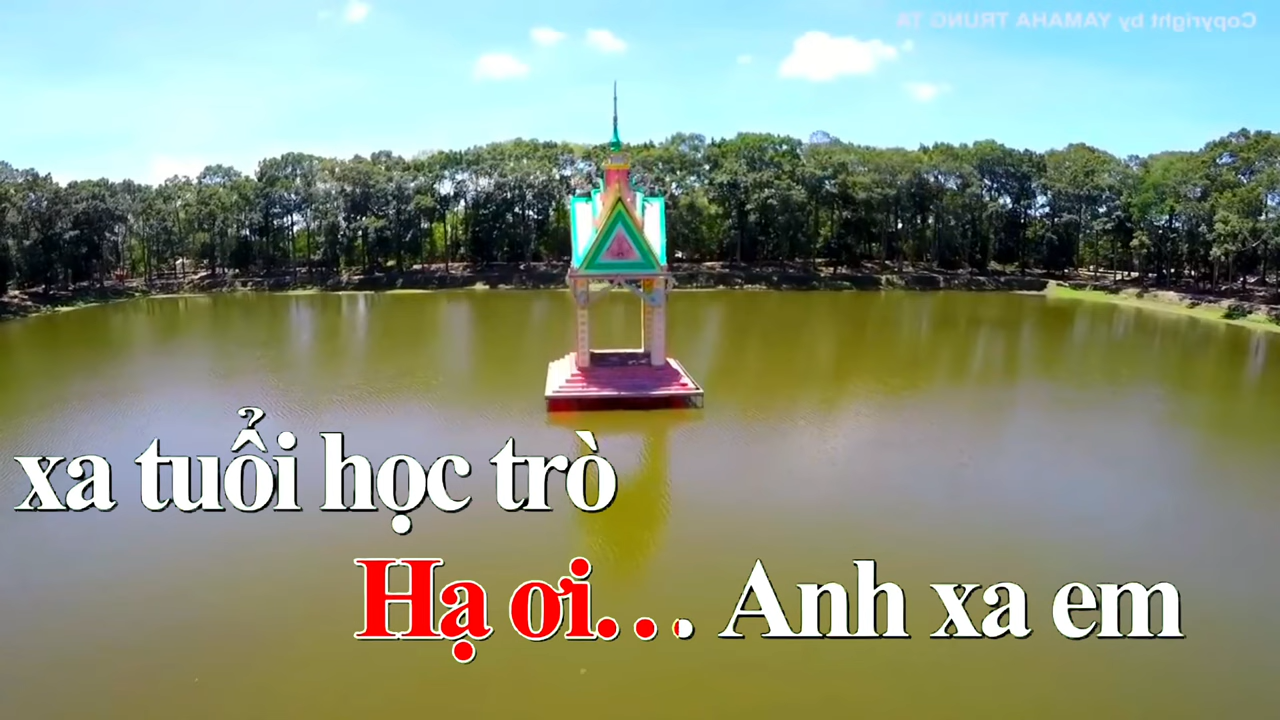 Copyright by YAMAHA TRUNG TA
xa tuổi học trò
Hạ ơi... Anh xa em